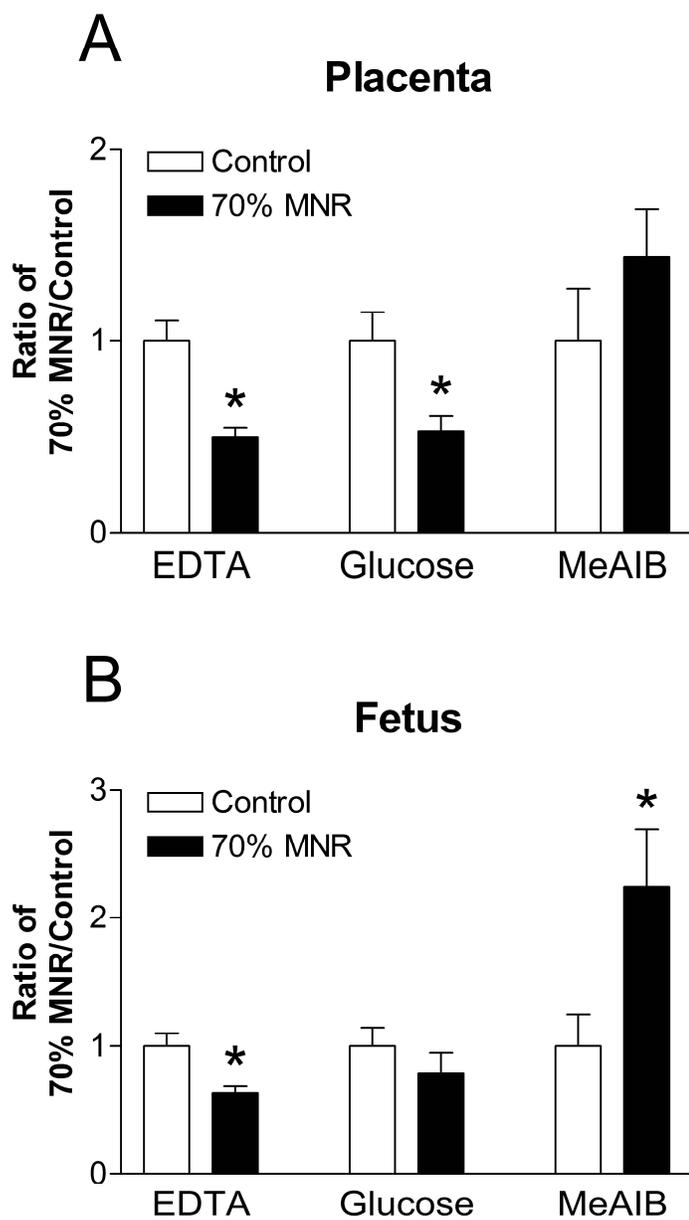 A
Placenta
Ratio of
70% MNR/Control
2
1
0
Control
70% MNR
*
*
EDTA Glucose MeAIB
B
Fetus
Ratio of
70% MNR/Control
3
2
1
0
Control
70% MNR
*
*
EDTA Glucose MeAIB